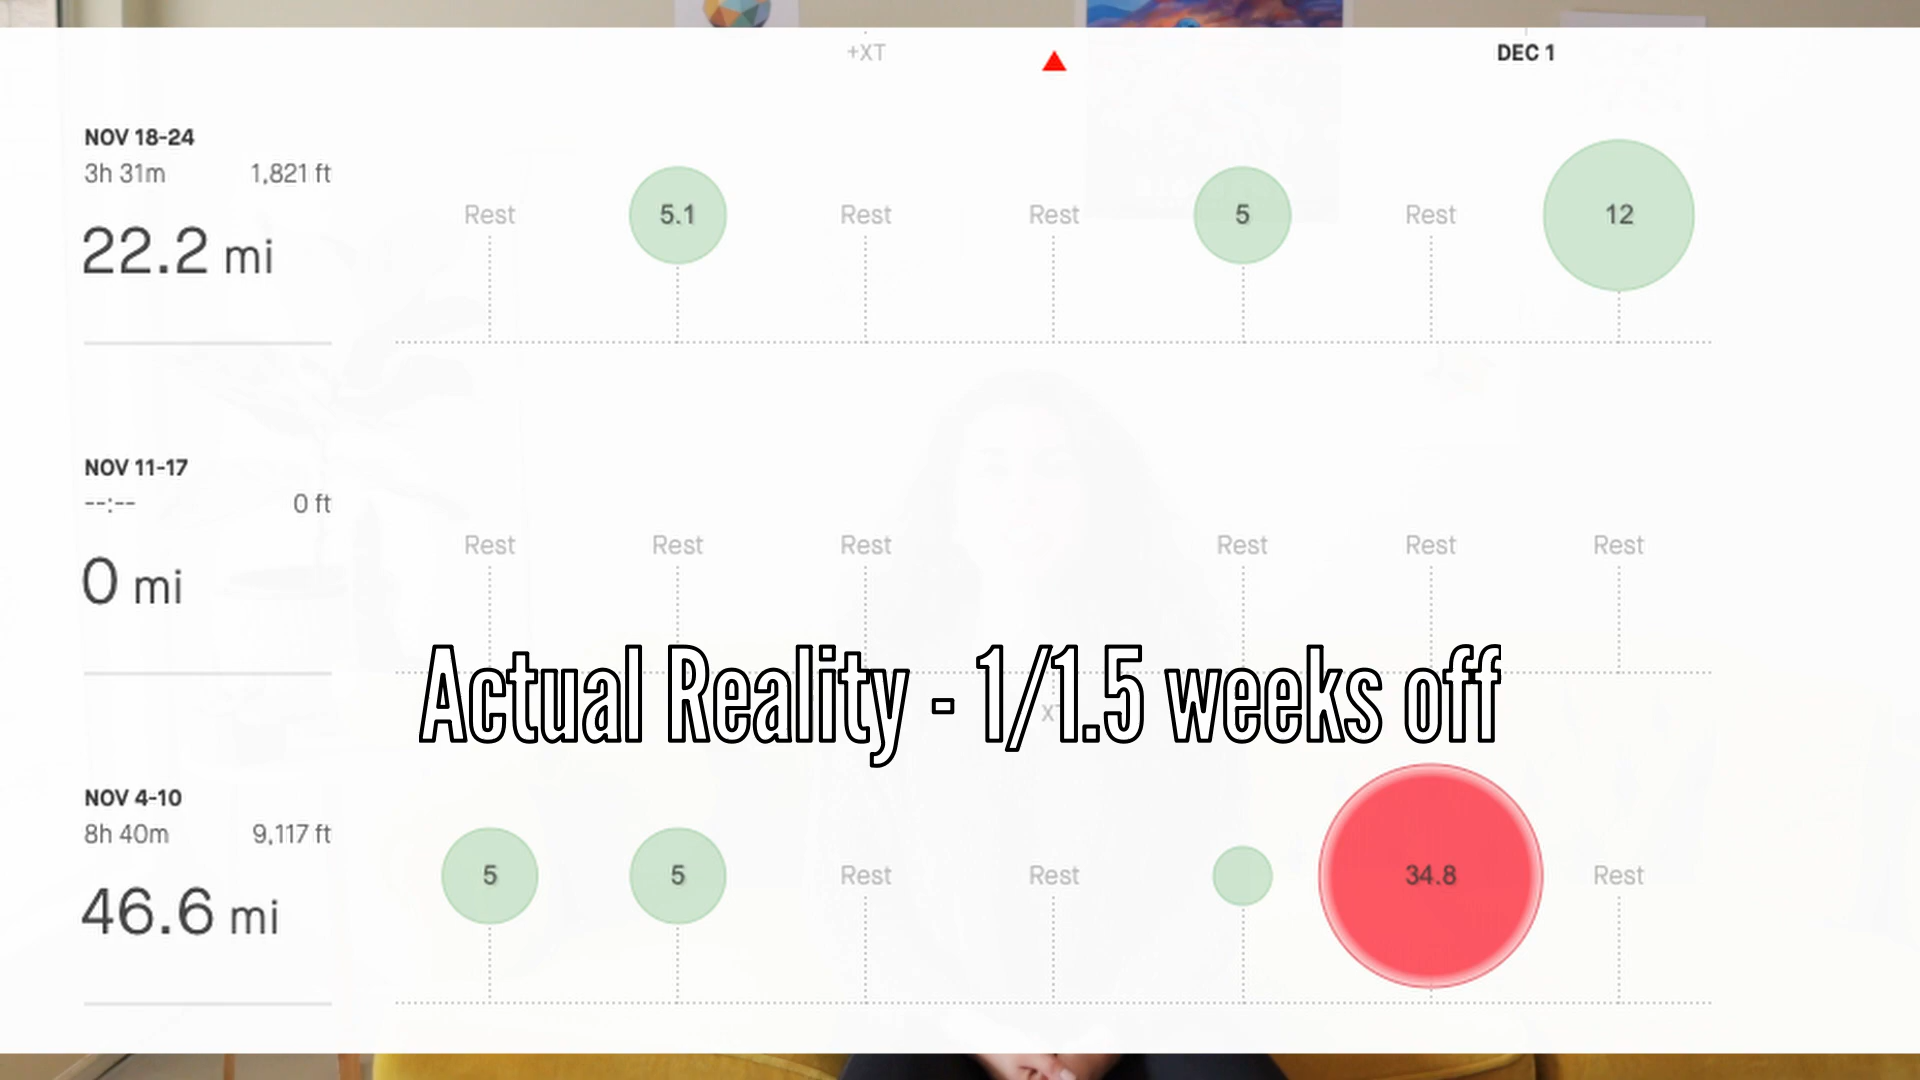 +XT
DEC 1
NOV 18-24
3h 31m 1,821 ft
22.2 mi
Rest 5.1 Rest Rest 5 Rest 12
NOV 11-17
--:-- 0 ft
0 mi
Rest Rest Rest Rest Rest Rest
Actual Reality - 1/1.5 weeks off
NOV 4-10
8h 40m 9,117 ft
46.6 mi
5 5 Rest Rest 34.8 Rest